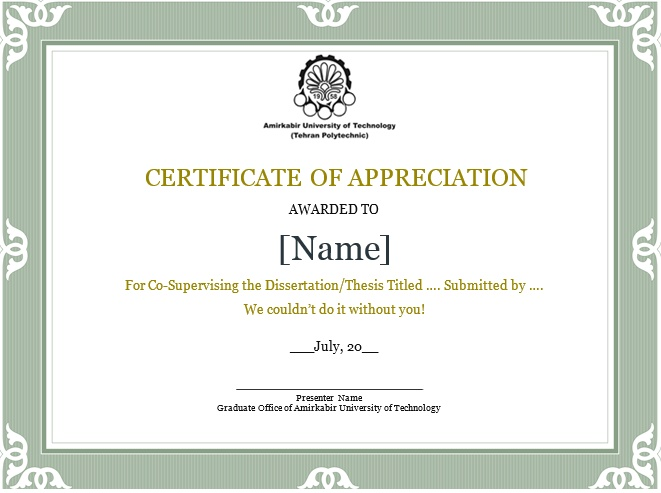 19 58
Amirkabir University of Technology
(Tehran Polytechnic)
CERTIFICATE OF APPRECIATION
AWARDED TO
[Name]
For Co-Supervising the Dissertation/Thesis Titled .... Submitted by ....
We couldn't do it without you!
___July, 20__
Presenter Name
Graduate Office of Amirkabir University of Technology